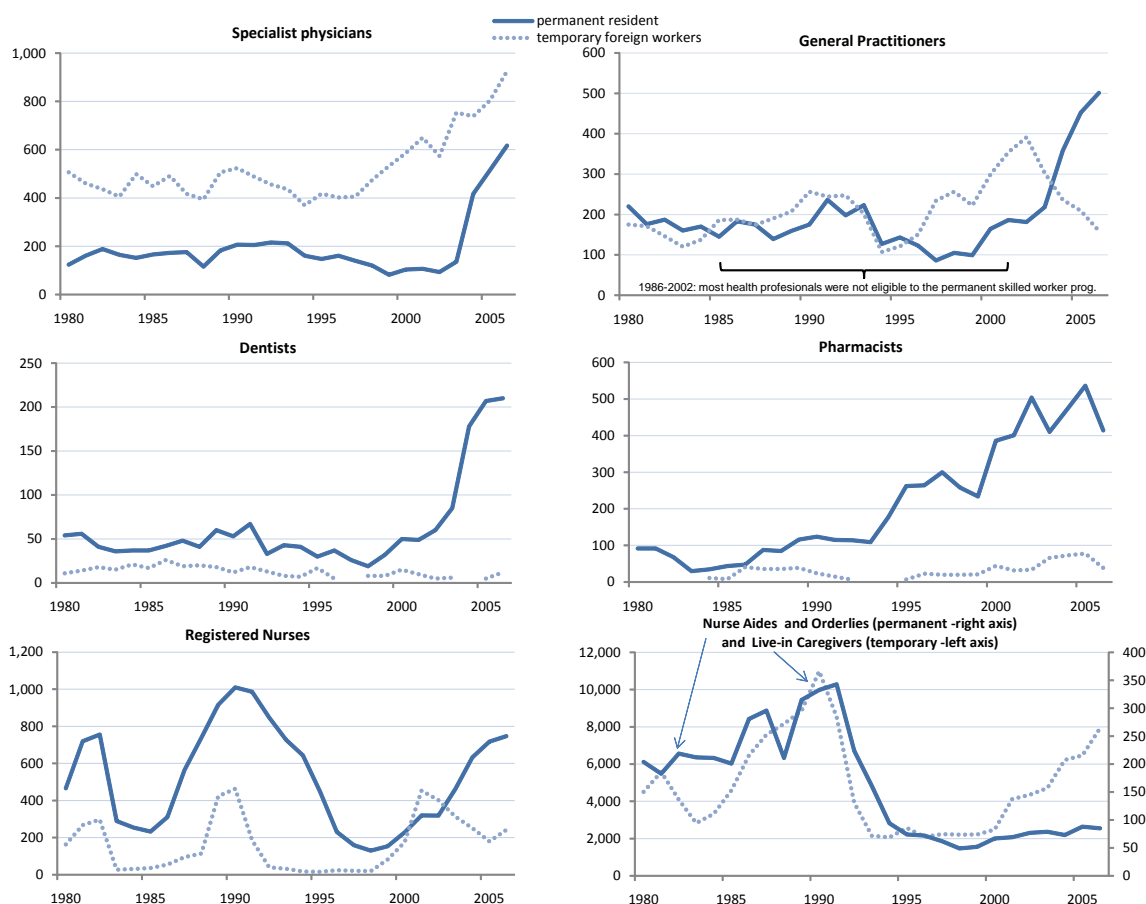 permanent resident
temporary foreign workers
Specialist physicians
1,000
800
600
400
200
0
1980 1985 1990 1995 2000 2005
General Practitioners
600
500
400
300
200
100
0
1986-2002: most health profesionals were not eligible to the permanent skilled worker prog.
1980 1985 1990 1995 2000 2005
Dentists
250
200
150
100
50
0
1980 1985 1990 1995 2000 2005
Pharmacists
600
500
400
300
200
100
0
1980 1985 1990 1995 2000 2005
Registered Nurses
1,200
1,000
800
600
400
200
0
1980 1985 1990 1995 2000 2005
Nurse Aides and Orderlies (permanent -right axis)
and Live-in Caregivers (temporary -left axis)
12,000 400
350
10,000
300
8,000
250
6,000 200
150
4,000
100
2,000
50
0 0
1980 1985 1990 1995 2000 2005